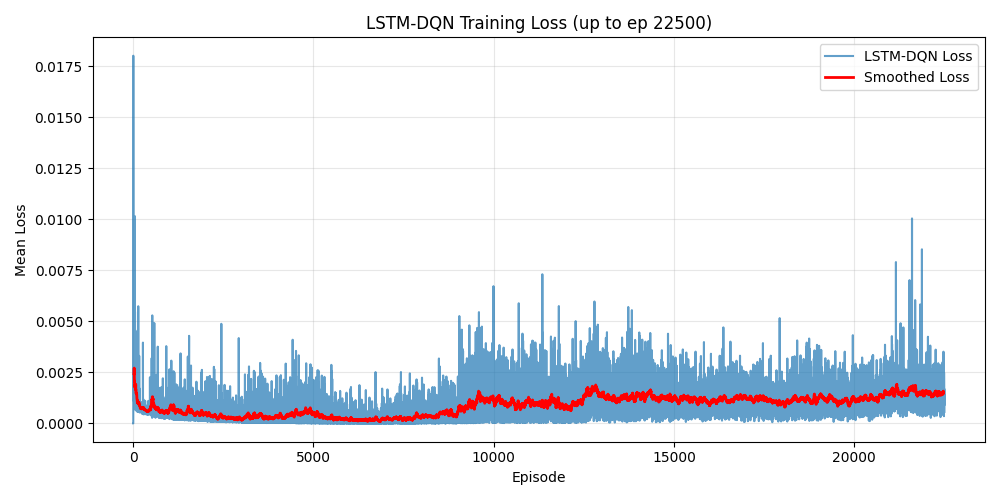 LSTM-DQN Training Loss (up to ep 22500)
LSTM-DQN Loss
Smoothed Loss
Mean Loss
0.0175
0.0150
0.0125
0.0100
0.0075
0.0050
0.0025
0.0000
0 5000 10000 15000 20000
Episode